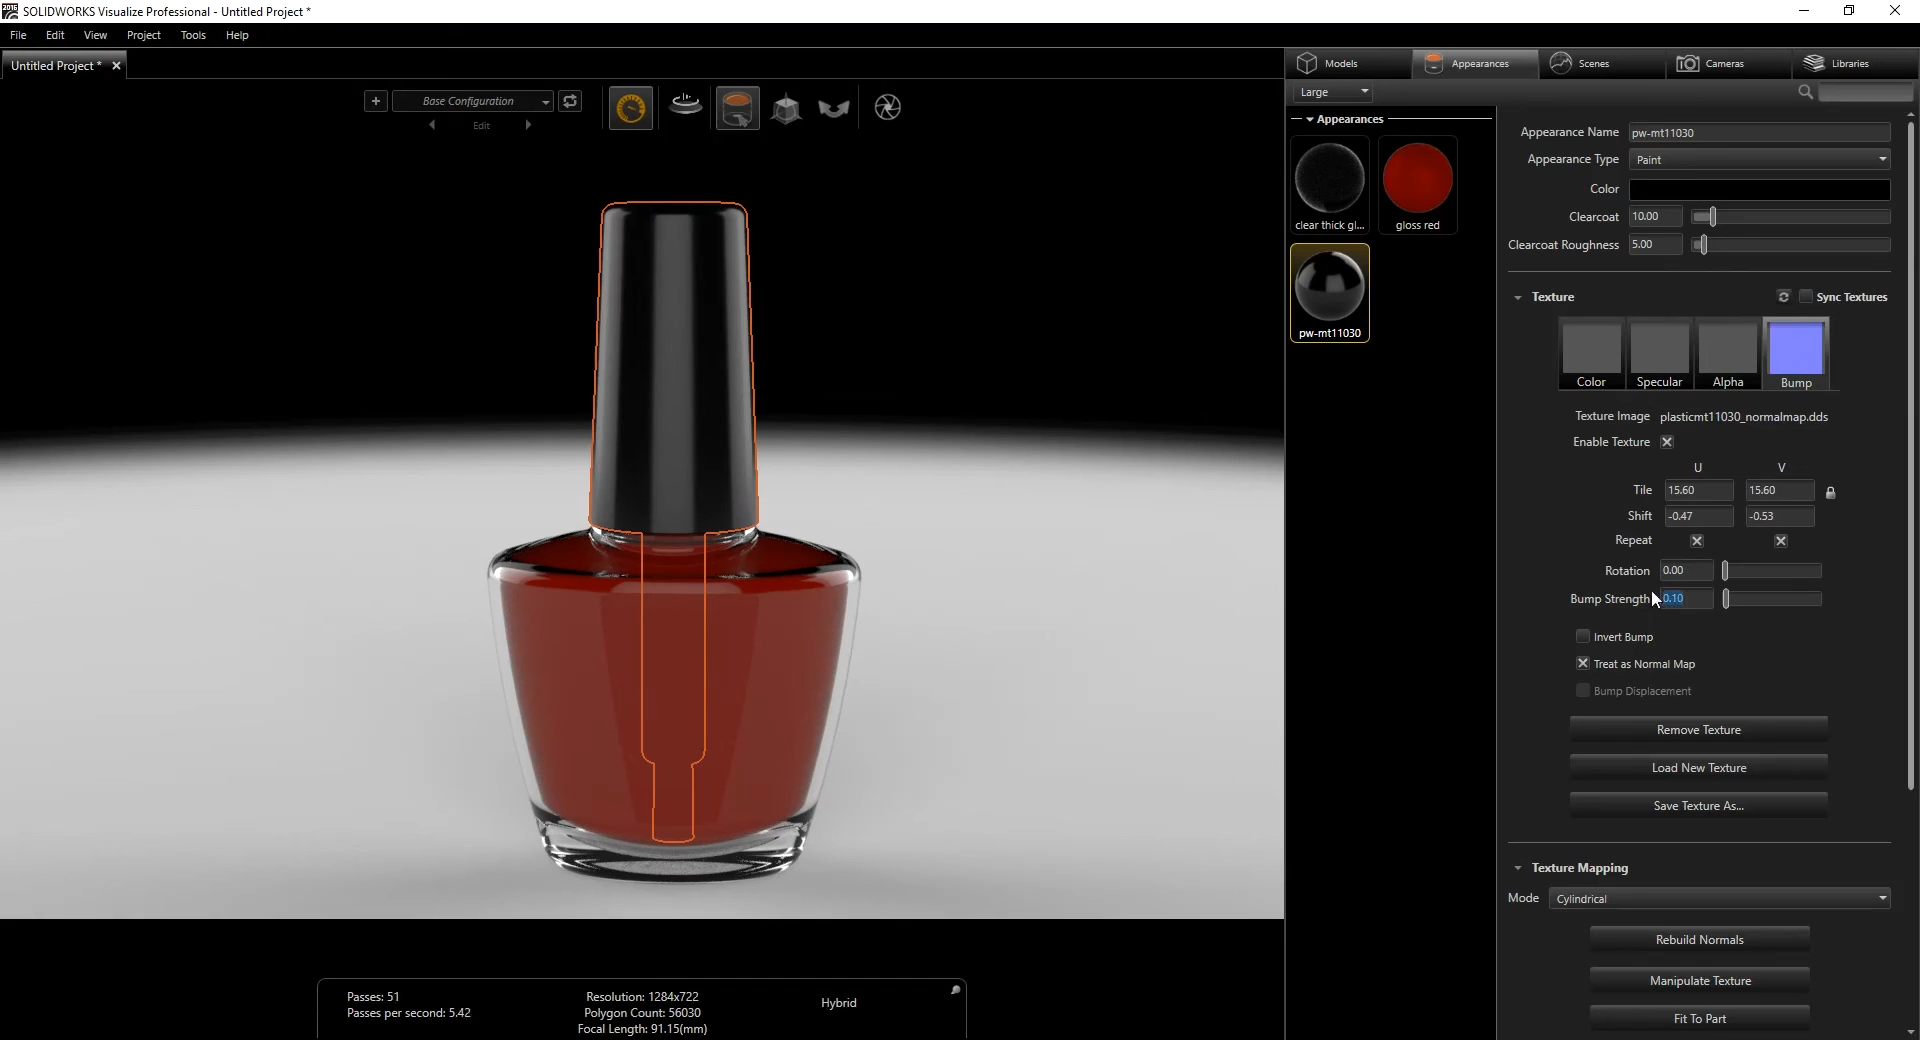 SOLIDWORKS Visualize Professional - Untitled Project *
File Edit View Project Tools Help
Untitled Project *
Base Configuration
Edit
Models Appearances Scenes Cameras Libraries
Large
Appearances
clear thick gl...
gloss red
pw-mt11030
Appearance Name pw-mt11030
Appearance Type Paint
Color
Clearcoat 10.00
Clearcoat Roughness 5.00
Texture Sync Textures
Color Specular Alpha Bump
Texture Image plasticmt11030_normalmap.dds
Enable Texture
U V
Tile 15.60 15.60
Shift -0.47 -0.53
Repeat
Rotation 0.00
Bump Strength 0.10
Invert Bump
Treat as Normal Map
Bump Displacement
Remove Texture
Load New Texture
Save Texture As...
Texture Mapping
Mode Cylindrical
Rebuild Normals
Manipulate Texture
Fit To Part
Passes: 51
Passes per second: 5.42
Resolution: 1284x722
Polygon Count: 56030
Focal Length: 91.15(mm)
Hybrid